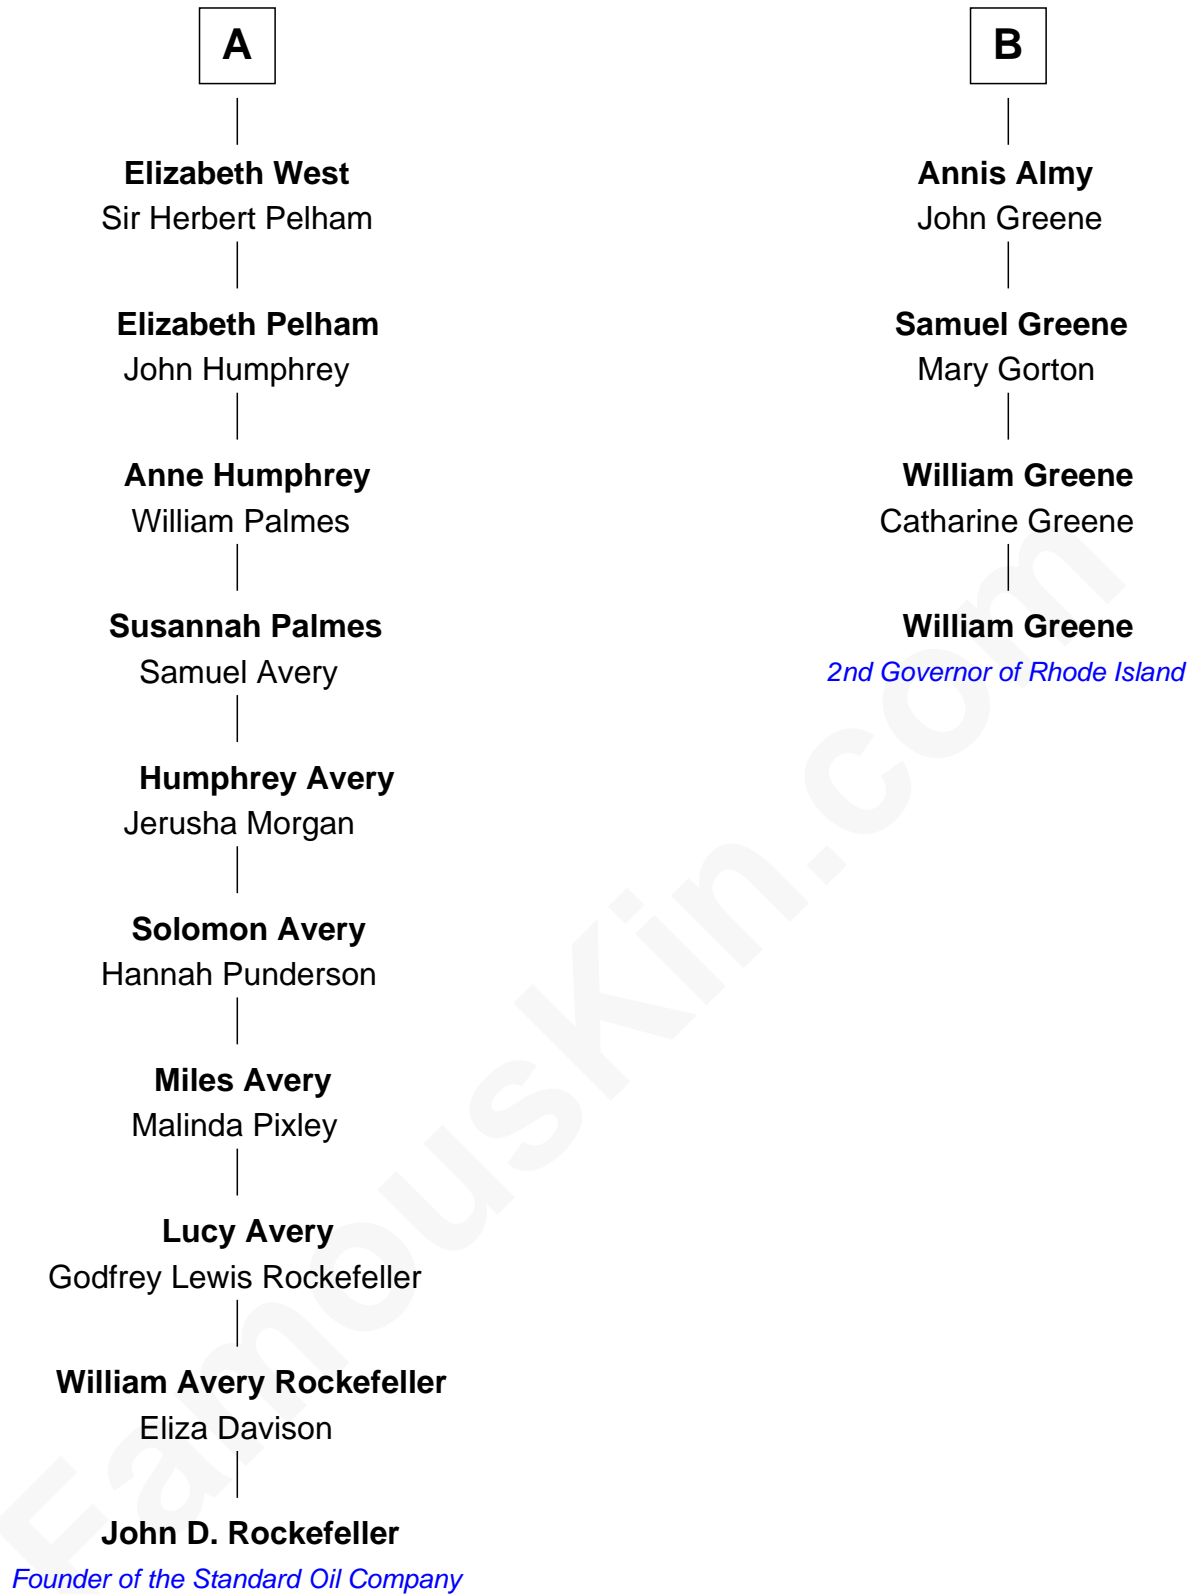 A
Elizabeth West
Sir Herbert Pelham
Elizabeth Pelham
John Humphrey
Anne Humphrey
William Palmes
Susannah Palmes
Samuel Avery
Humphrey Avery
Jerusha Morgan
Solomon Avery
Hannah Punderson
Miles Avery
Malinda Pixley
Lucy Avery
Godfrey Lewis Rockefeller
William Avery Rockefeller
Eliza Davison
John D. Rockefeller
Founder of the Standard Oil Company
B
Annis Almy
John Greene
Samuel Greene
Mary Gorton
William Greene
Catharine Greene
William Greene
2nd Governor of Rhode Island
FamousKin.com